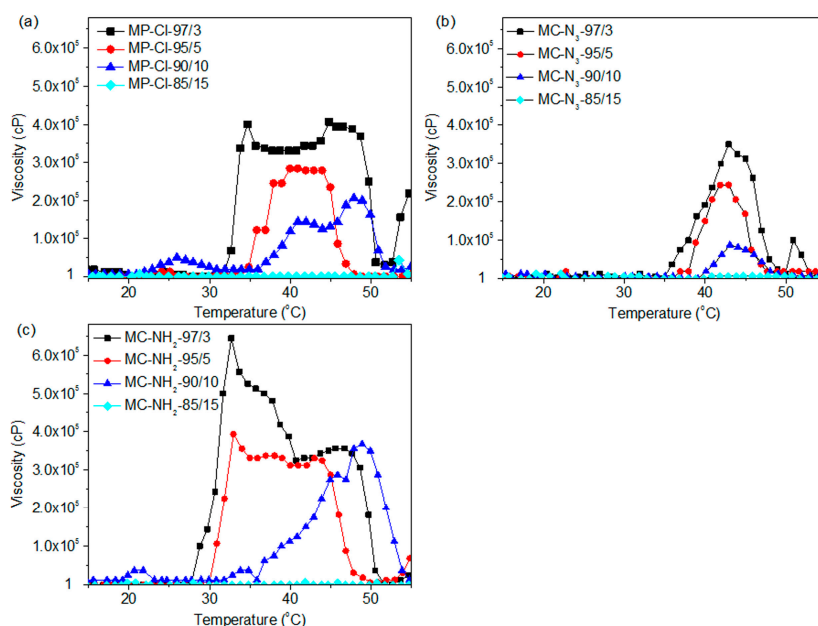 (a)
MP-Cl-97/3
MP-Cl-95/5
MP-Cl-90/10
MP-Cl-85/15
6.0x10⁵
5.0x10⁵
4.0x10⁵
3.0x10⁵
2.0x10⁵
1.0x10⁵
1
Viscosity (cP)
20 30 40 50
Temperature (°C)
(b)
MC-N₃-97/3
MC-N₃-95/5
MC-N₃-90/10
MC-N₃-85/15
6.0x10⁵
5.0x10⁵
4.0x10⁵
3.0x10⁵
2.0x10⁵
1.0x10⁵
1
Viscosity (cP)
20 30 40 50
Temperature (°C)
(c)
MC-NH₂-97/3
MC-NH₂-95/5
MC-NH₂-90/10
MC-NH₂-85/15
6.0x10⁵
5.0x10⁵
4.0x10⁵
3.0x10⁵
2.0x10⁵
1.0x10⁵
1
Viscosity (cP)
20 30 40 50
Temperature (°C)